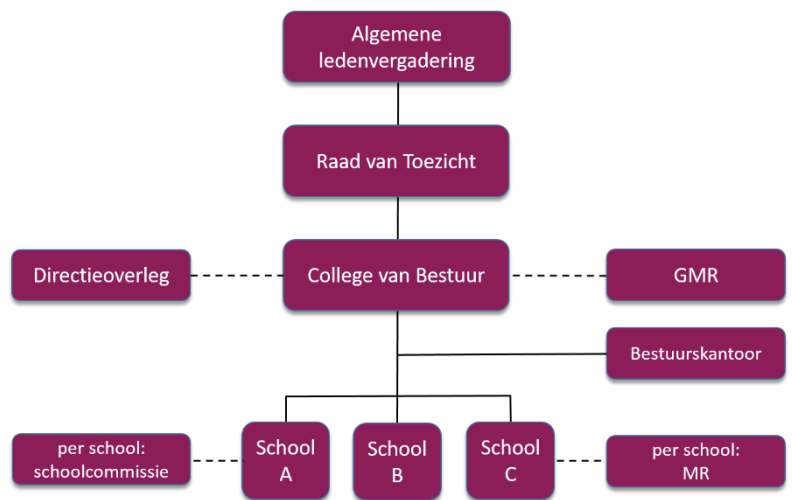 Algemene
ledenvergadering
Raad van Toezicht
Directieoverleg
College van Bestuur
GMR
Bestuurskantoor
per school:
schoolcommissie
School
A
School
B
School
C
per school:
MR